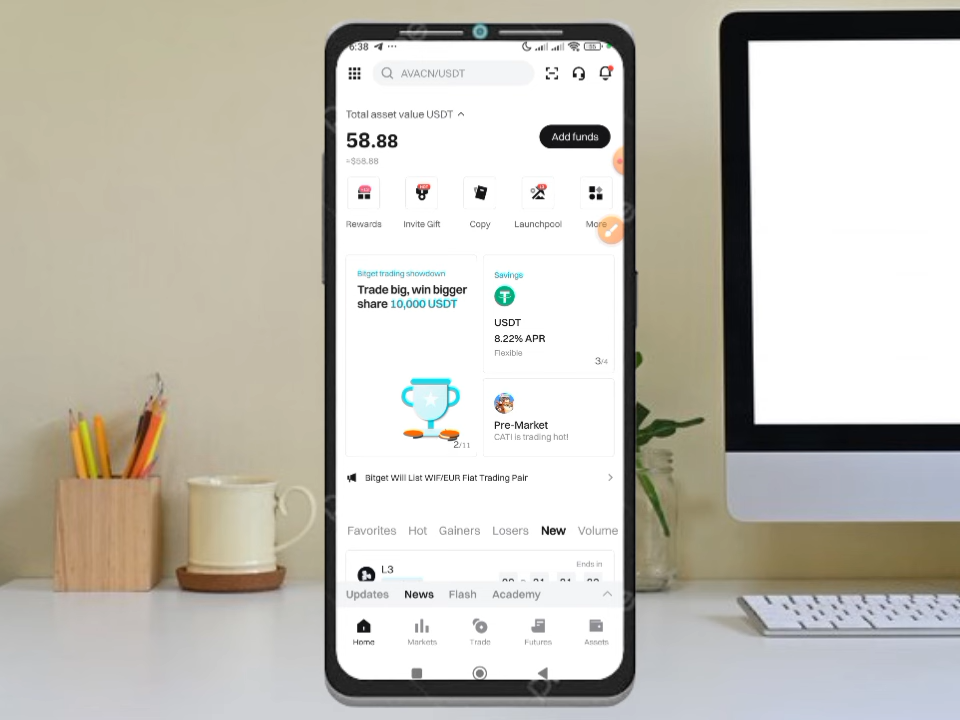 6:38
55
AVACN/USDT
Total asset value USDT
58.88
Add funds
≈$58.88
Rewards
Invite Gift
Copy
Launchpool
More
Bitget trading showdown
Trade big, win bigger
share 10,000 USDT
2/11
Savings
USDT
8.22% APR
Flexible
3/4
Pre-Market
CATI is trading hot!
Bitget Will List WIF/EUR Fiat Trading Pair
Favorites Hot Gainers Losers New Volume
L3
Ends in
Updates News Flash Academy
Home Markets Trade Futures Assets